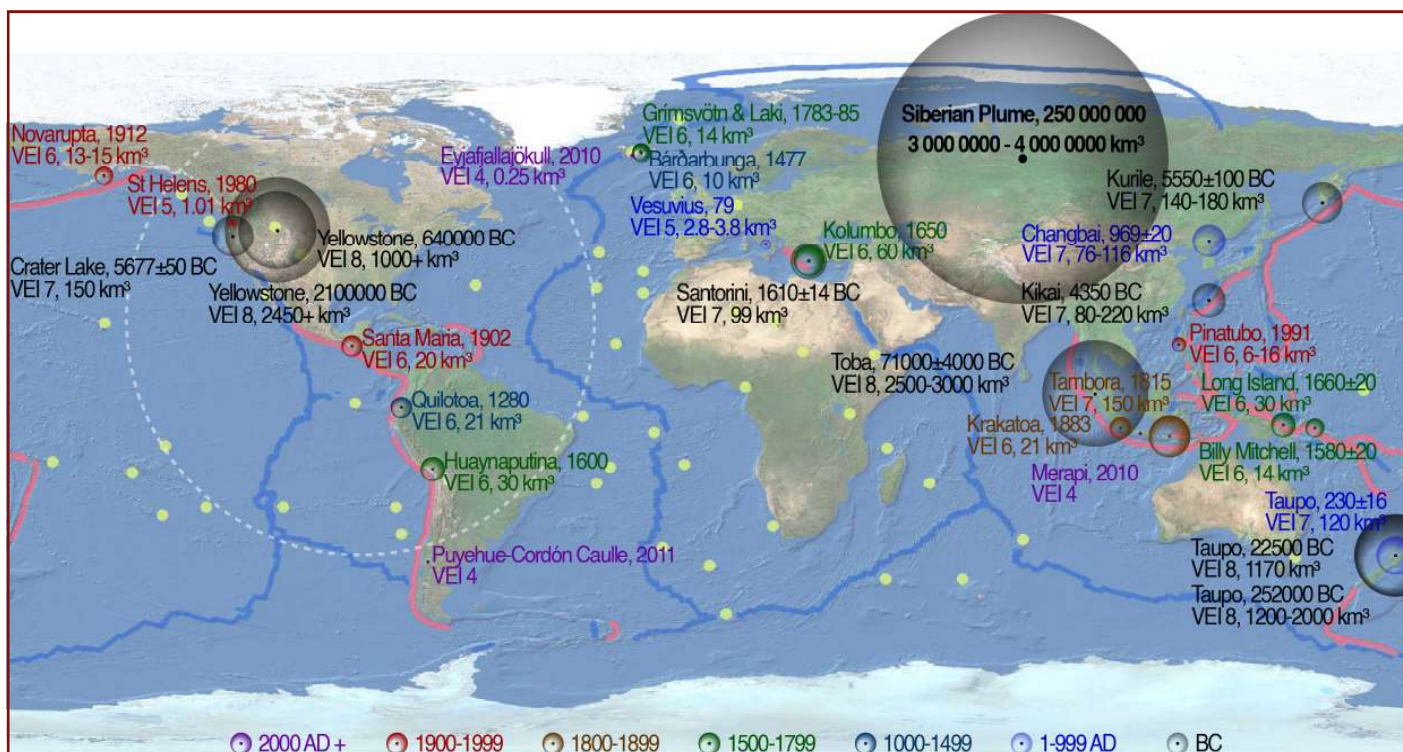 Siberian Plume, 250 000 000
3 000 0000 - 4 000 0000 km³
Grímsvötn & Laki, 1783-85
VEI 6, 14 km³
Novarupta, 1912
VEI 6, 13-15 km³
Evjafjallajökull, 2010
VEI 4, 0.25 km³
Bárðarbunga, 1477
VEI 6, 10 km³
St Helens, 1980
VEI 5, 1.01 km³
Kurile, 5550±100 BC
VEI 7, 140-180 km³
Vesuvius, 79
VEI 5, 2.8-3.8 km³
Kolumbo, 1650
VEI 6, 60 km³
Changbai, 969±20
VEI 7, 76-116 km³
Yellowstone, 640000 BC
VEI 8, 1000+ km³
Crater Lake, 5677±50 BC
VEI 7, 150 km³
Yellowstone, 2100000 BC
VEI 8, 2450+ km³
Santorini, 1610±14 BC
VEI 7, 99 km³
Kikai, 4350 BC
VEI 7, 80-220 km³
Santa Maria, 1902
VEI 6, 20 km³
Pinatubo, 1991
VEI 6, 6-16 km³
Toba, 71000±4000 BC
VEI 8, 2500-3000 km³
Tambora, 1815
VEI 7, 150 km³
Long Island, 1660±20
VEI 6, 30 km³
Quilotoa, 1280
VEI 6, 21 km³
Krakatoa, 1883
VEI 6, 21 km³
Billy Mitchell, 1580±20
VEI 6, 14 km³
Huaynaputina, 1600
VEI 6, 30 km³
Merapi, 2010
VEI 4
Taupo, 230±16
VEI 7, 120 km³
Puyehue-Cordón Caulle, 2011
VEI 4
Taupo, 22500 BC
VEI 8, 1170 km³
Taupo, 252000 BC
VEI 8, 1200-2000 km³
2000 AD + 1900-1999 1800-1899 1500-1799 1000-1499 1-999 AD BC